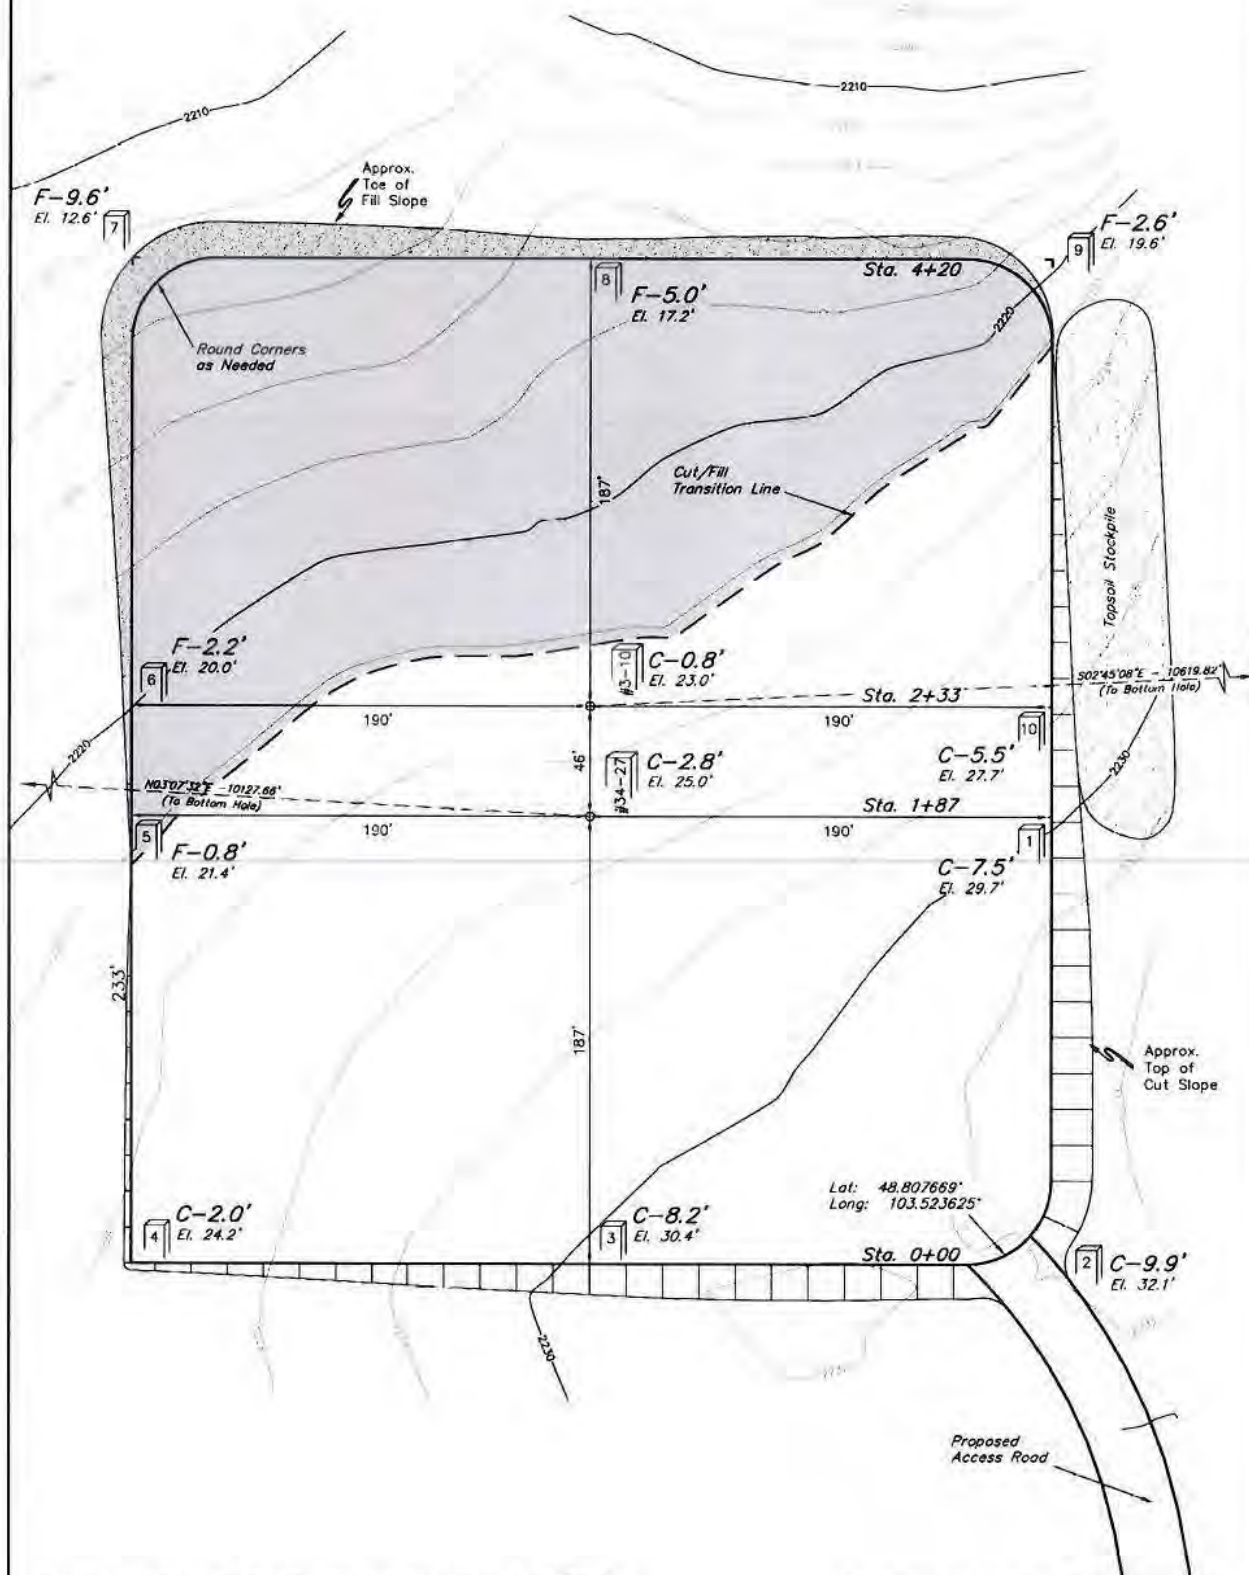 2210
2210
Approx.
Toe of
Fill Slope
F-9.6'
El. 12.6'
7
F-2.6'
El. 19.6'
9
8
Sta. 4+20
F-5.0'
El. 17.2'
2220
Round Corners
as Needed
Cut/Fill
Transition Line
187'
Topsoil Stockpile
F-2.2'
El. 20.0'
6
#3-10
C-0.8'
El. 23.0'
S02°45'08"E - 10619.82'
(To Bottom Hole)
Sta. 2+33
190'
190'
10
2220
46'
#34-27
C-2.8'
El. 25.0'
C-5.5'
El. 27.7'
2230
N03°07'32"E -10127.66'
(To Bottom Hole)
Sta. 1+87
190'
190'
5
1
F-0.8'
El. 21.4'
C-7.5'
El. 29.7'
233'
187'
Approx.
Top of
Cut Slope
Lat: 48.807669°
Long: 103.523625°
C-2.0'
El. 24.2'
4
3
C-8.2'
El. 30.4'
Sta. 0+00
2
C-9.9'
El. 32.1'
2230
Proposed
Access Road